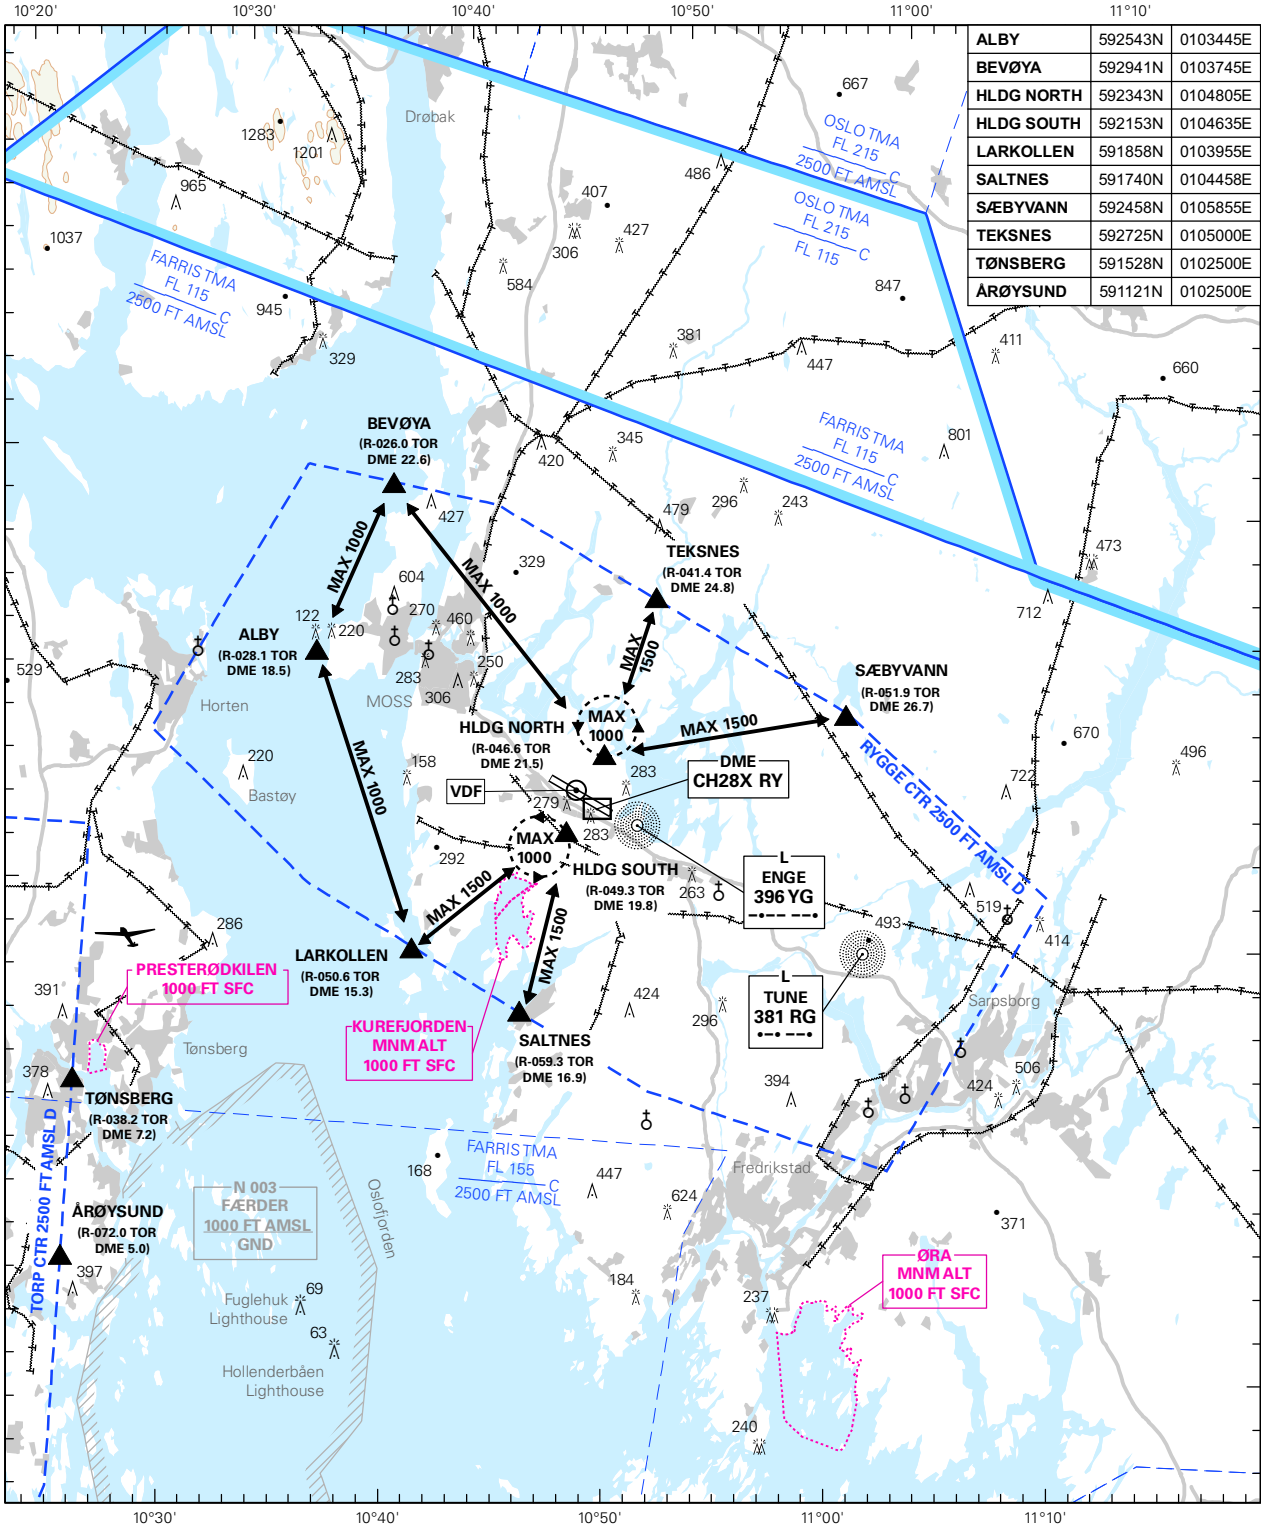 10°20' 10°30' 10°40' 10°50' 11°00' 11°10'
ALBY 592543N 0103445E
BEVØYA 592941N 0103745E
HLDG NORTH 592343N 0104805E
HLDG SOUTH 592153N 0104635E
LARKOLLEN 591858N 0103955E
SALTNES 591740N 0104458E
SÆBYVANN 592458N 0105855E
TEKSNES 592725N 0105000E
TØNSBERG 591528N 0102500E
ÅRØYSUND 591121N 0102500E
667
Drøbak
1283
1201
OSLO TMA
FL 215
C
2500 FT AMSL
486
965
407
OSLO TMA
FL 215
C
FL 115
306
427
1037
FARRIS TMA
FL 115
C
2500 FT AMSL
584
847
945
329
381
447
411
660
BEVØYA
(R-026.0 TOR
DME 22.6)
345
420
FARRIS TMA
FL 115
C
2500 FT AMSL
801
427
296
243
479
MAX 1000
MAX 1000
329
TEKSNES
(R-041.4 TOR
DME 24.8)
473
604
270
712
122
220
460
ALBY
(R-028.1 TOR
DME 18.5)
MAX
1500
529
283
250
306
SÆBYVANN
(R-051.9 TOR
DME 26.7)
Horten
MOSS
HLDG NORTH
(R-046.6 TOR
DME 21.5)
MAX
1000
MAX 1500
RYGGE CTR 2500 FT AMSL D
670
496
220
Bastøy
158
MAX 1000
VDF
283
DME
CH28X RY
722
279
283
292
MAX
1000
HLDG SOUTH
(R-049.3 TOR
DME 19.8)
263
L
ENGE
396 YG
MAX 1500
519
414
286
493
MAX 1500
LARKOLLEN
(R-050.6 TOR
DME 15.3)
PRESTERØDKILEN
1000 FT SFC
391
L
TUNE
381 RG
Sarpsborg
424
296
KUREFJORDEN
MNM ALT
1000 FT SFC
SALTNES
(R-059.3 TOR
DME 16.9)
Tønsberg
378
TØNSBERG
(R-038.2 TOR
DME 7.2)
394
424
506
FARRIS TMA
FL 155
C
2500 FT AMSL
168
447
Fredrikstad
624
N 003
FÆRDER
1000 FT AMSL
GND
Oslofjorden
ÅRØYSUND
(R-072.0 TOR
DME 5.0)
TORP CTR 2500 FT AMSL D
397
371
ØRA
MNM ALT
1000 FT SFC
184
237
Fuglehuk
Lighthouse
69
63
Hollenderbåen
Lighthouse
240
10°30' 10°40' 10°50' 11°00' 11°10'